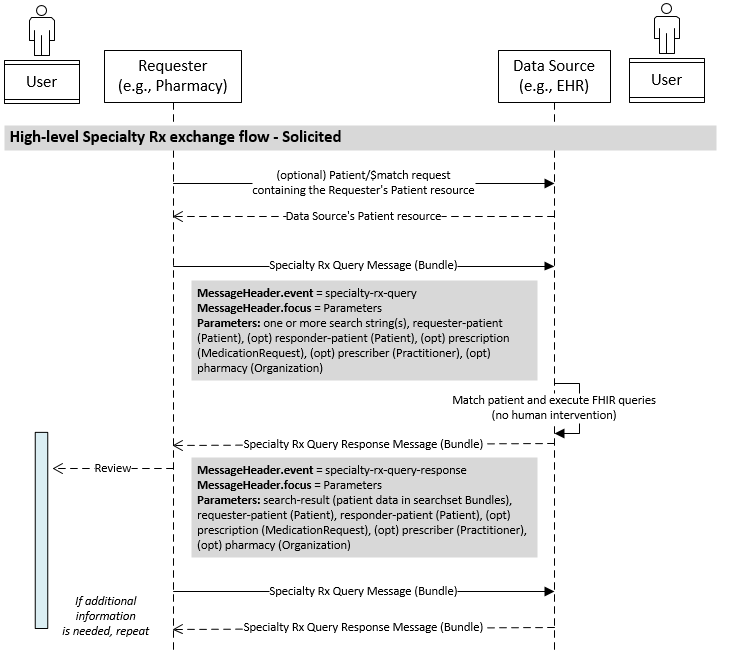 User
Requester
(e.g., Pharmacy)
Data Source
(e.g., EHR)
User
High-level Specialty Rx exchange flow - Solicited
(optional) Patient/$match request
containing the Requester's Patient resource
Data Source's Patient resource
Specialty Rx Query Message (Bundle)
MessageHeader.event = specialty-rx-query
MessageHeader.focus = Parameters
Parameters: one or more search string(s), requester-patient
(Patient), (opt) responder-patient (Patient), (opt) prescription
(MedicationRequest), (opt) prescriber (Practitioner), (opt)
pharmacy (Organization)
Match patient and execute FHIR queries
(no human intervention)
Specialty Rx Query Response Message (Bundle)
Review
MessageHeader.event = specialty-rx-query-response
MessageHeader.focus = Parameters
Parameters: search-result (patient data in searchset Bundles),
requester-patient (Patient), responder-patient (Patient), (opt)
prescription (MedicationRequest), (opt) prescriber (Practitioner),
(opt) pharmacy (Organization)
Specialty Rx Query Message (Bundle)
If additional
information
is needed, repeat
Specialty Rx Query Response Message (Bundle)